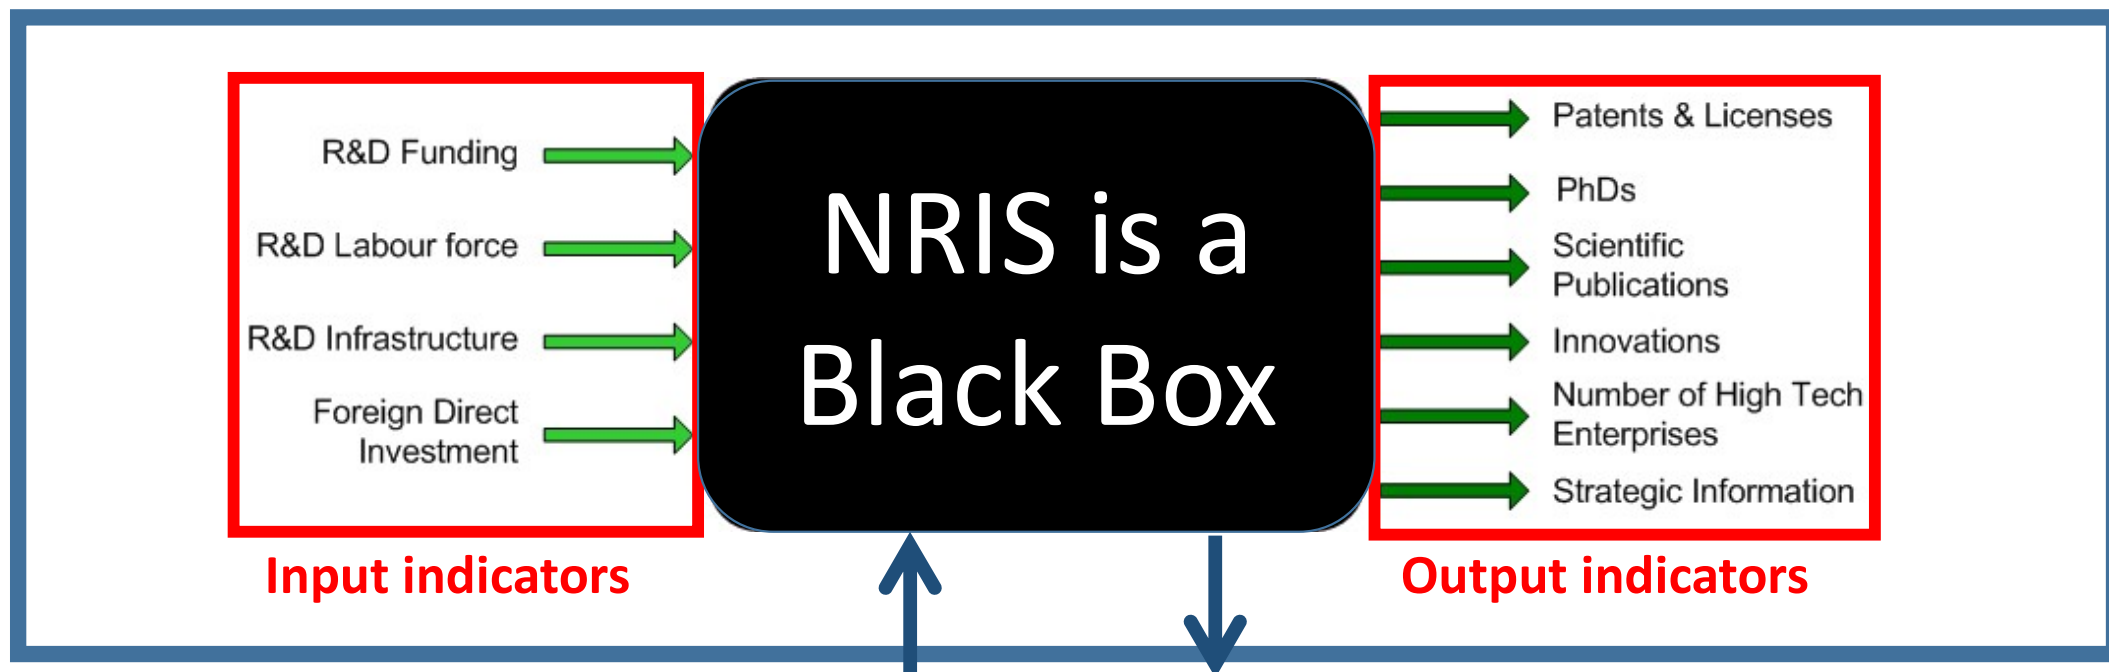 R&D Funding
R&D Labour force
R&D Infrastructure
Foreign Direct
Investment
Input indicators
NRIS is a
Black Box
Patents & Licenses
PhDs
Scientific
Publications
Innovations
Number of High Tech
Enterprises
Strategic Information
Output indicators